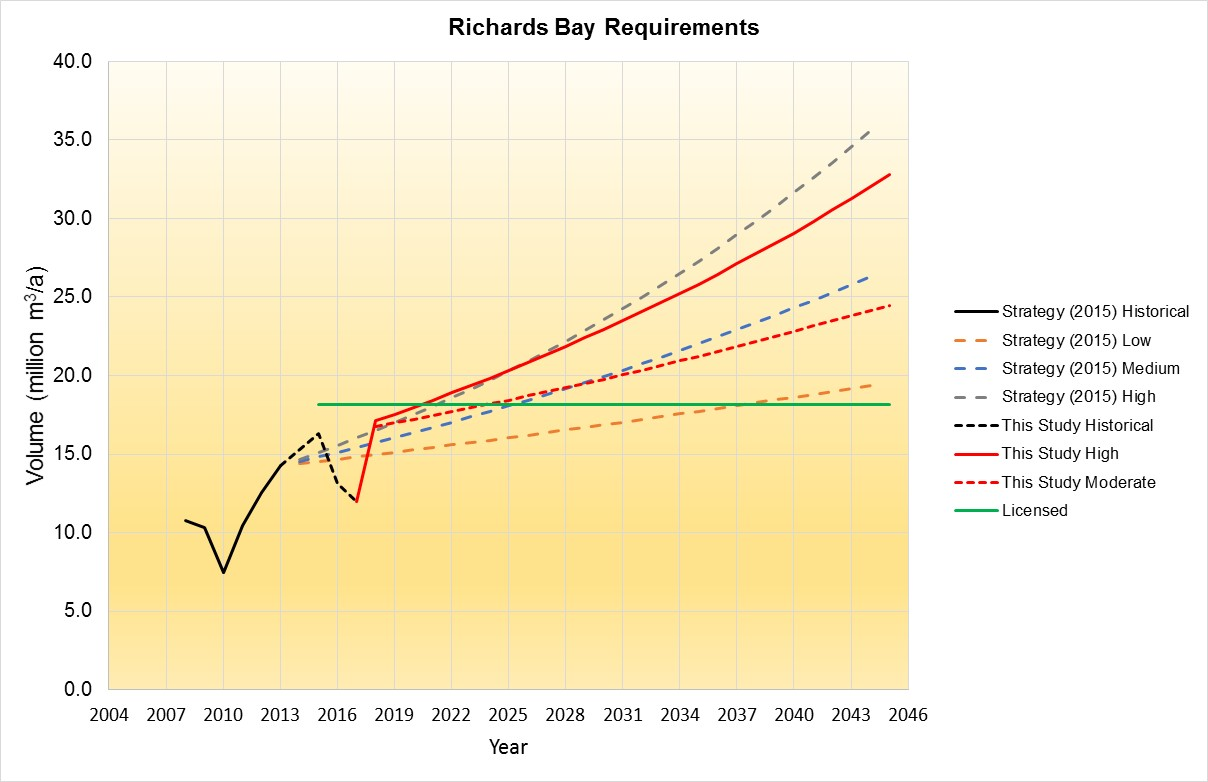 Richards Bay Requirements
40.0
35.0
30.0
25.0
20.0
15.0
10.0
5.0
0.0
Volume (million m³/a)
2004 2007 2010 2013 2016 2019 2022 2025 2028 2031 2034 2037 2040 2043 2046
Year
Strategy (2015) Historical
Strategy (2015) Low
Strategy (2015) Medium
Strategy (2015) High
This Study Historical
This Study High
This Study Moderate
Licensed